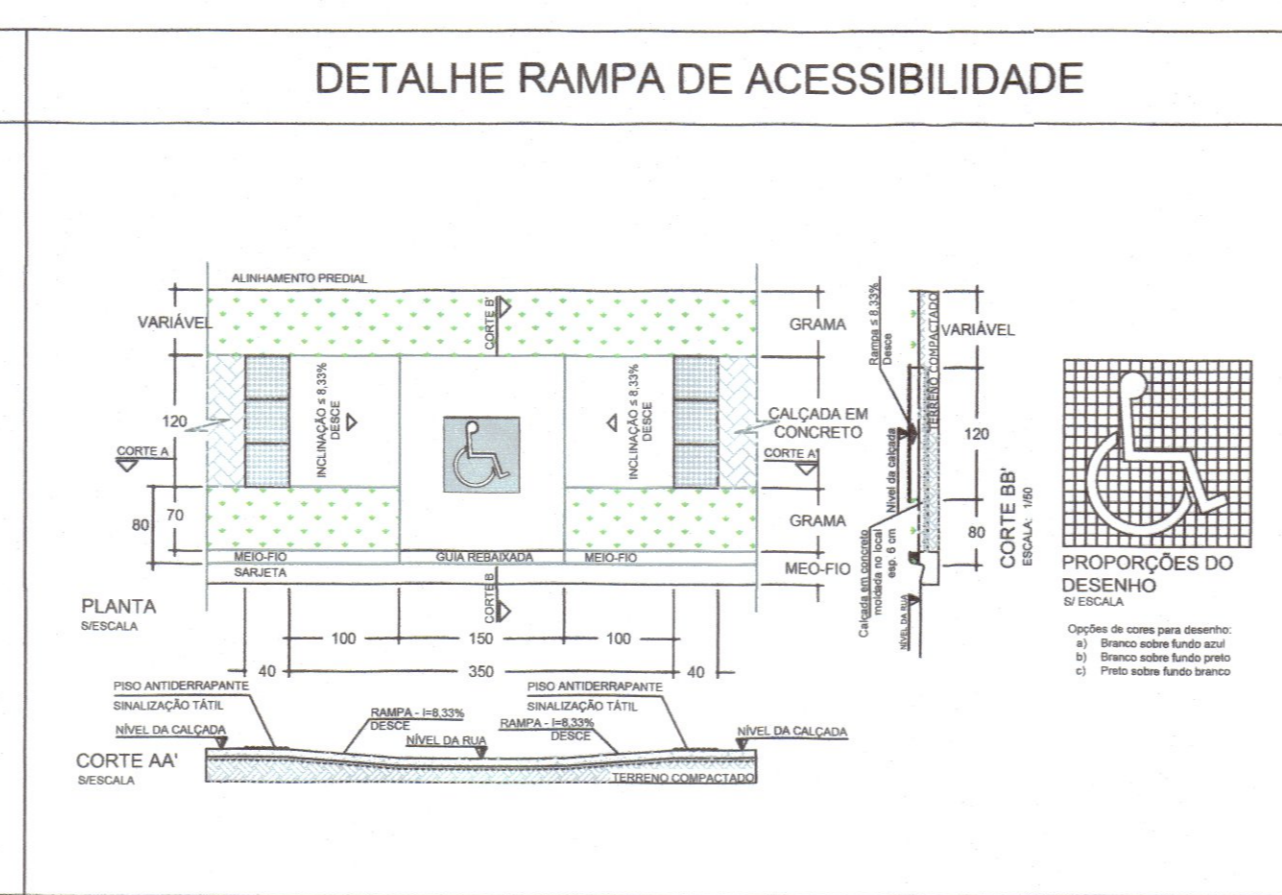 DETALHE RAMPA DE ACESSIBILIDADE
ALINHAMENTO PREDIAL
VARIÁVEL
CORTE B'
GRAMA
120
INCLINAÇÃO ≤ 8,33%
DESCE
INCLINAÇÃO ≤ 8,33%
DESCE
CALÇADA EM
CONCRETO
CORTE A
CORTE A'
80
70
GRAMA
MEIO-FIO
GUIA REBAIXADA
MEIO-FIO
SARJETA
MEO-FIO
CORTE B
PLANTA
S/ESCALA
100
150
100
40
350
40
Rampa ≤ 8,33%
Desce
TERRENO COMPACTADO
VARIÁVEL
120
80
Nível da calçada
Calçada em concreto
moldada no local
esp. 6 cm
NÍVEL DA RUA
CORTE BB'
ESCALA: 1/50
PROPORÇÕES DO
DESENHO
S/ ESCALA
Opções de cores para desenho:
a) Branco sobre fundo azul
b) Branco sobre fundo preto
c) Preto sobre fundo branco
PISO ANTIDERRAPANTE
SINALIZAÇÃO TÁTIL
NÍVEL DA CALÇADA
RAMPA - I=8,33%
DESCE
NÍVEL DA RUA
PISO ANTIDERRAPANTE
SINALIZAÇÃO TÁTIL
RAMPA - I=8,33%
DESCE
NÍVEL DA CALÇADA
CORTE AA'
S/ESCALA
TERRENO COMPACTADO